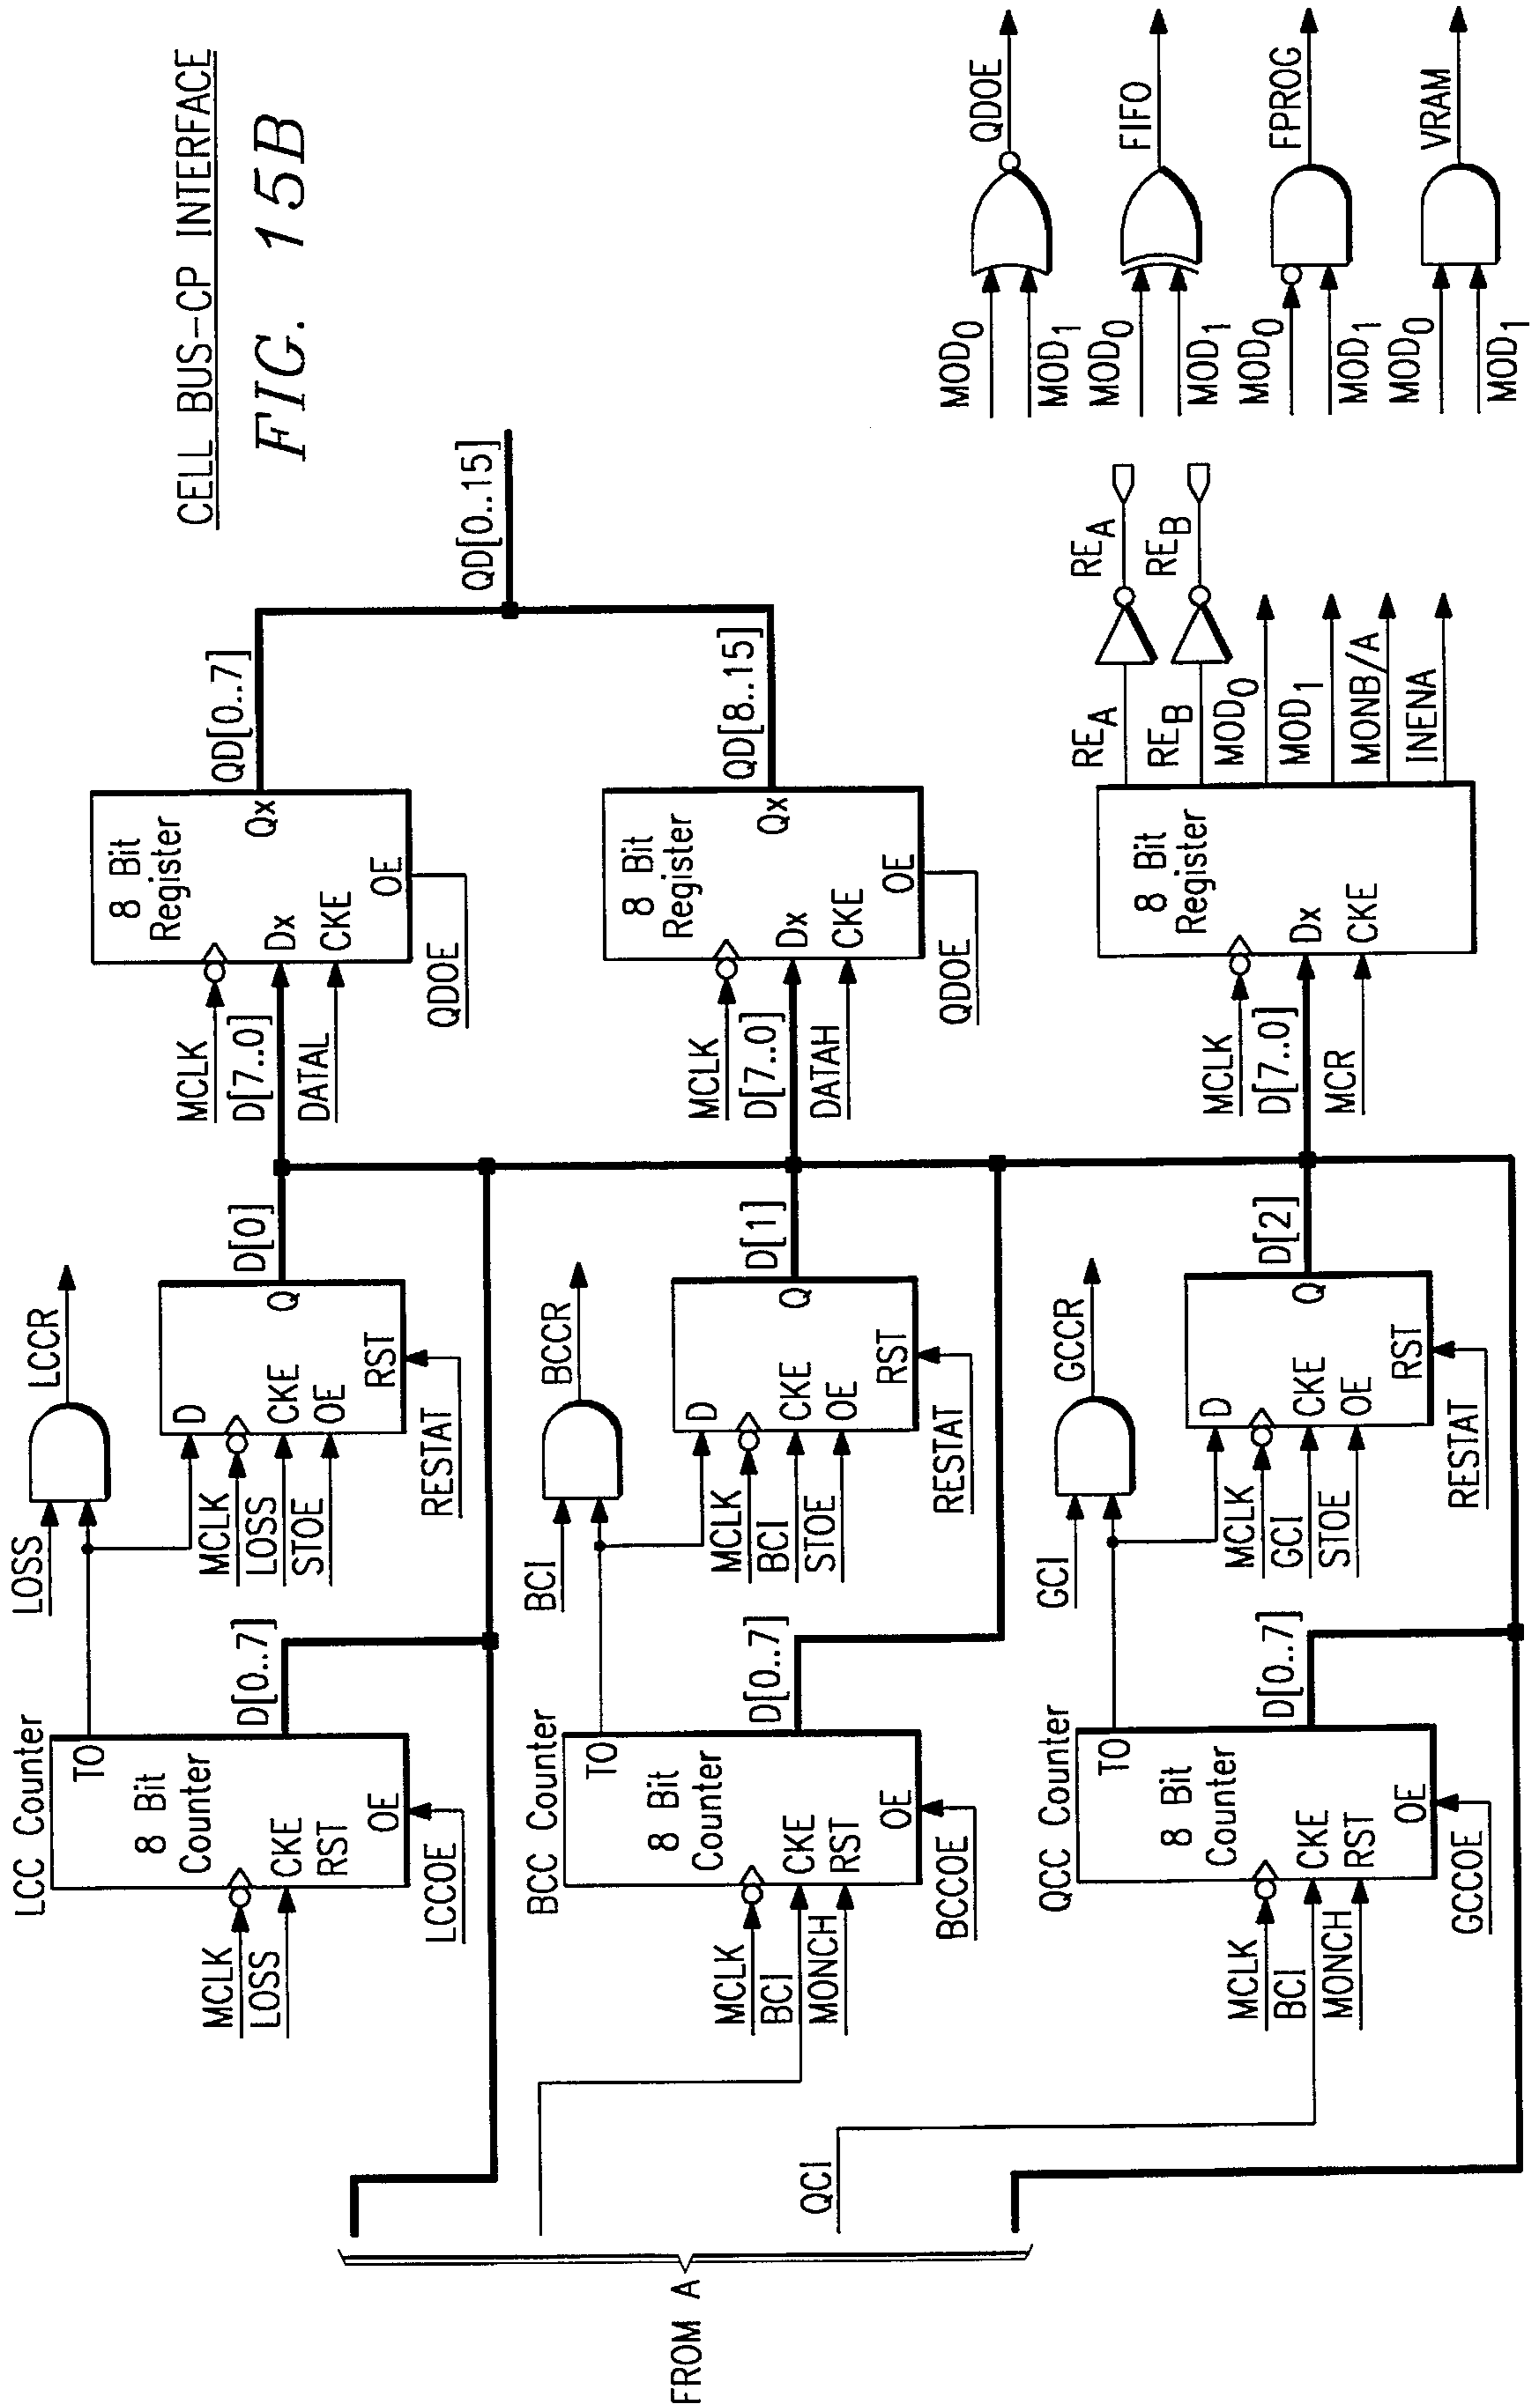 CELL BUS-CP INTERFACE
FIG. 15B
LCC Counter
TO
8 Bit
Counter
CKE
RST
OE
MCLK
LOSS
LCCOE
D[0..7]
LOSS
LCCR
D
Q
CKE
OE
RST
MCLK
LOSS
STOE
RESTAT
D[0]
8 Bit
Register
Qx
Dx
CKE
OE
MCLK
D[7..0]
DATAL
QDOE
QD[0..7]
QD[0..15]
BCC Counter
TO
8 Bit
Counter
CKE
RST
OE
MCLK
BCI
MONCH
BCCOE
D[0..7]
BCI
BCCR
D
Q
CKE
OE
RST
MCLK
BCI
STOE
RESTAT
D[1]
8 Bit
Register
Qx
Dx
CKE
OE
MCLK
D[7..0]
DATAH
QDOE
QD[8..15]
QCC Counter
TO
8 Bit
Counter
CKE
RST
OE
MCLK
BCI
MONCH
GCCOE
D[0..7]
GCI
GCCR
D
Q
CKE
OE
RST
MCLK
GCI
STOE
RESTAT
D[2]
8 Bit
Register
Dx
CKE
MCLK
D[7..0]
MCR
REA
REA
REB
REB
MOD0
MOD1
MONB/A
INENA
MOD0
MOD1
QDOE
MOD0
MOD1
FIFO
MOD0
MOD1
FPROG
MOD0
MOD1
VRAM
QCI
FROM A